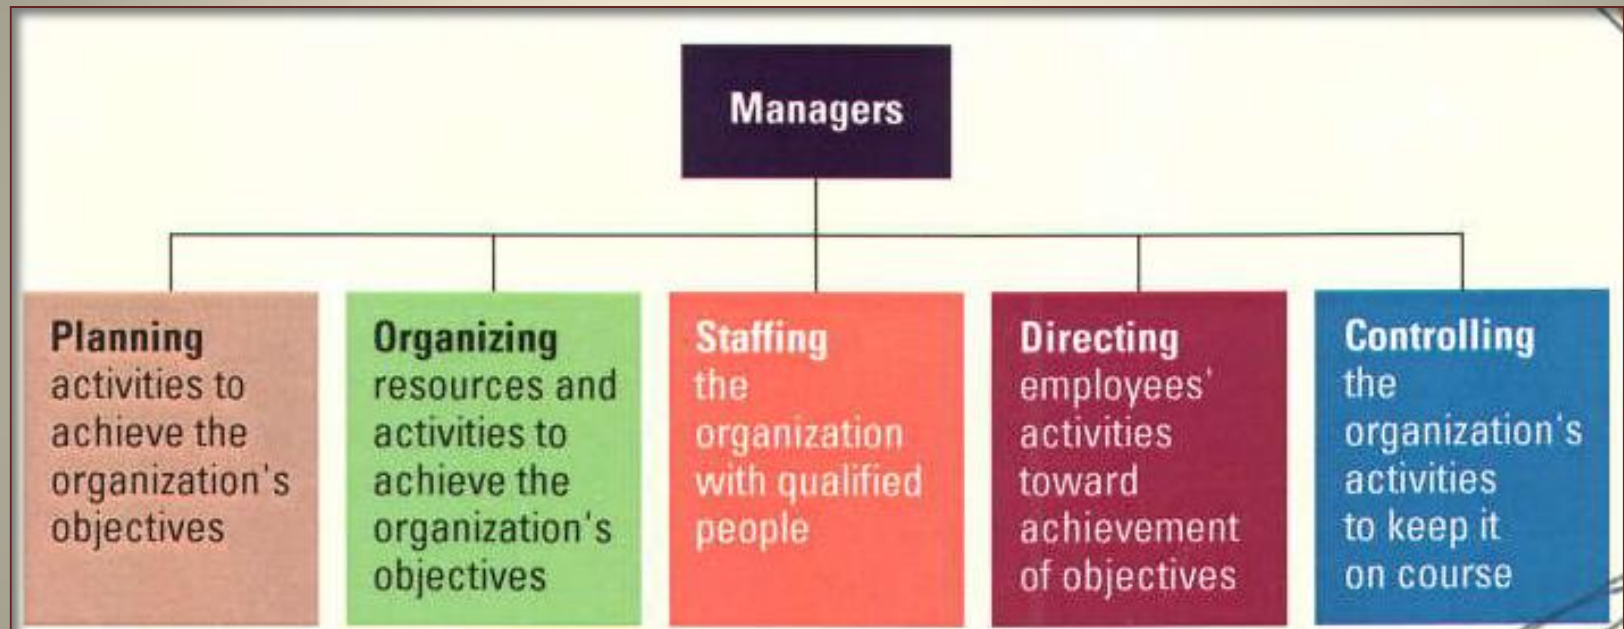 Managers
Planning
activities to
achieve the
organization's
objectives
Organizing
resources and
activities to
achieve the
organization's
objectives
Staffing
the
organization
with qualified
people
Directing
employees'
activities
toward
achievement
of objectives
Controlling
the
organization's
activities
to keep it
on course